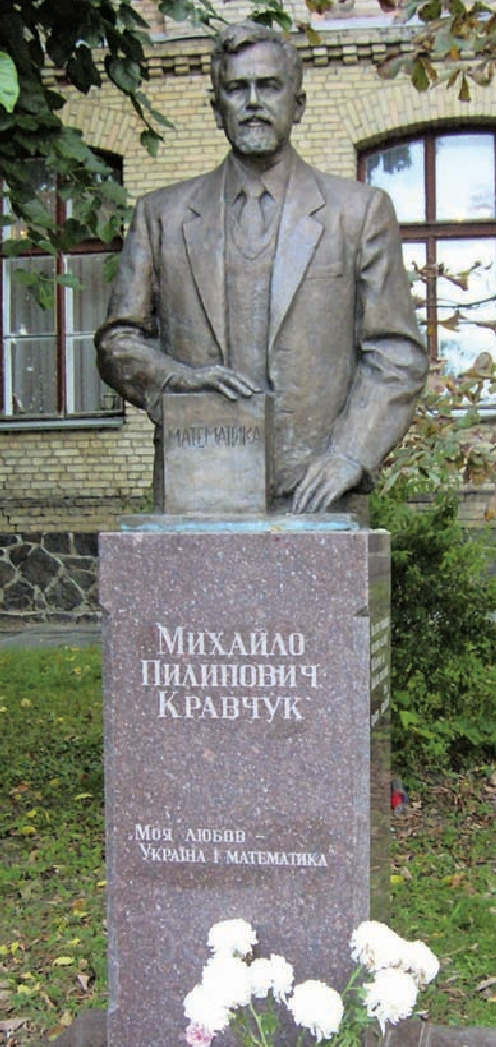 МАТЕМАТИКА
Михайло
Пилипович
Кравчук
„Моя любов –
Україна і математика"